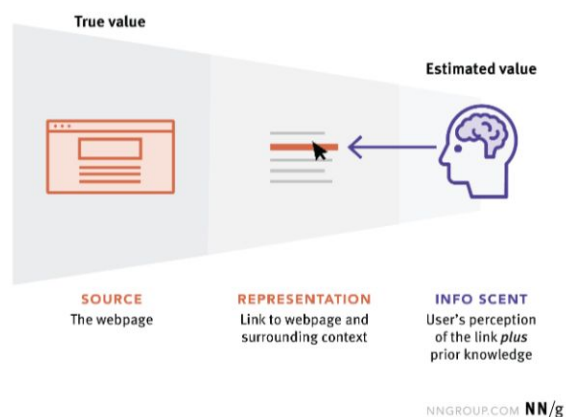 True value
Estimated value
SOURCE
The webpage
REPRESENTATION
Link to webpage and
surrounding context
INFO SCENT
User's perception
of the link plus
prior knowledge
NNGROUP.COM NN/g